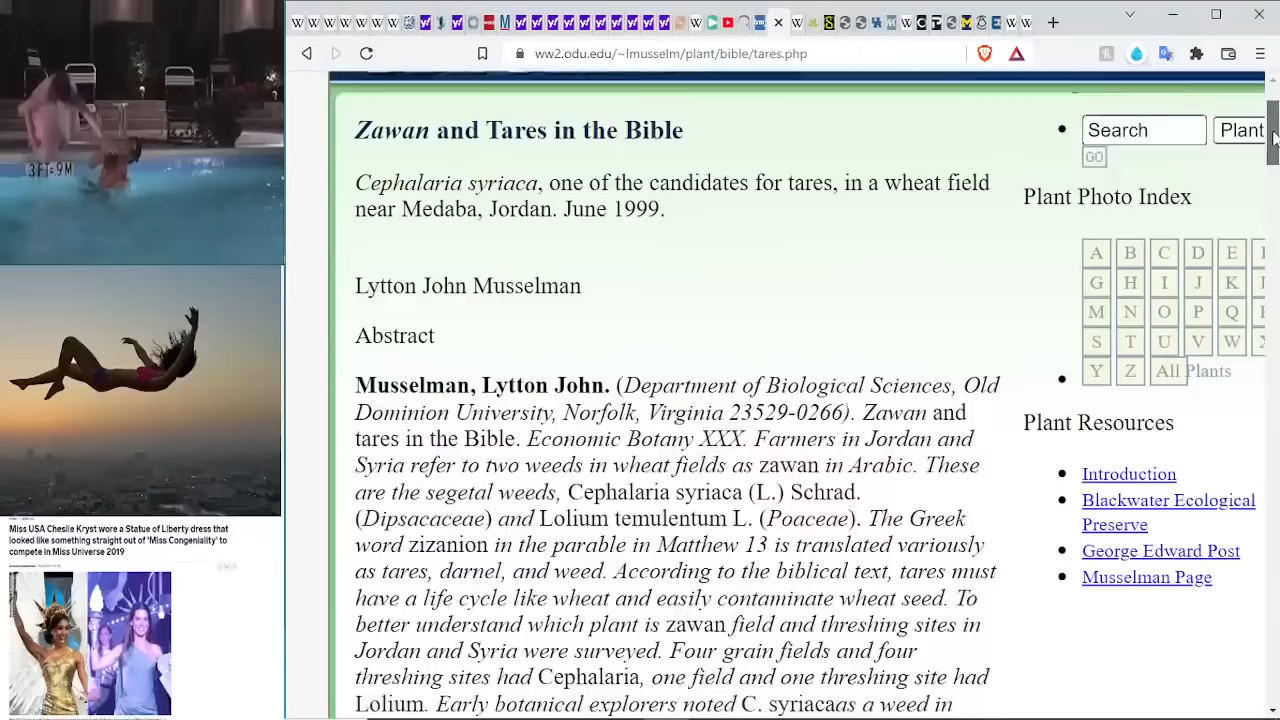 3FT-9M
Miss USA Cheslie Kryst wore a Statue of Liberty dress that
looked like something straight out of 'Miss Congeniality' to
compete in Miss Universe 2019
ww2.odu.edu/~lmusselm/plant/bible/tares.php
Zawan and Tares in the Bible
Cephalaria syriaca, one of the candidates for tares, in a wheat field
near Medaba, Jordan. June 1999.
Lytton John Musselman
Abstract
Musselman, Lytton John. (Department of Biological Sciences, Old
Dominion University, Norfolk, Virginia 23529-0266). Zawan and
tares in the Bible. Economic Botany XXX. Farmers in Jordan and
Syria refer to two weeds in wheat fields as zawan in Arabic. These
are the segetal weeds, Cephalaria syriaca (L.) Schrad.
(Dipsacaceae) and Lolium temulentum L. (Poaceae). The Greek
word zizanion in the parable in Matthew 13 is translated variously
as tares, darnel, and weed. According to the biblical text, tares must
have a life cycle like wheat and easily contaminate wheat seed. To
better understand which plant is zawan field and threshing sites in
Jordan and Syria were surveyed. Four grain fields and four
threshing sites had Cephalaria, one field and one threshing site had
Lolium. Early botanical explorers noted C. syriacaas a weed in
Search Plant
GO
Plant Photo Index
A B C D E
G H I J K
M N O P Q
S T U V W X
Y Z All Plants
Plant Resources
Introduction
Blackwater Ecological
Preserve
George Edward Post
Musselman Page